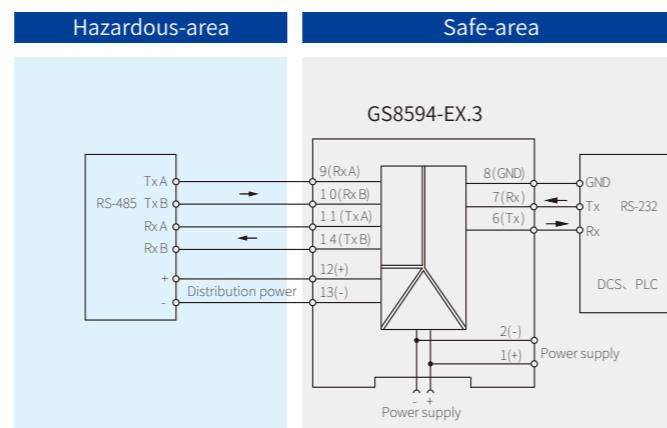 Hazardous-area
Safe-area
GS8594-EX.3
RS-485
TxA
TxB
RxA
RxB
+
-
Distribution power
9(RxA)
10(RxB)
11(TxA)
14(TxB)
12(+)
13(-)
8(GND)
7(Rx)
6(Tx)
2(-)
1(+)
Power supply
- +
Power supply
GND
Tx
Rx
RS-232
DCS、PLC